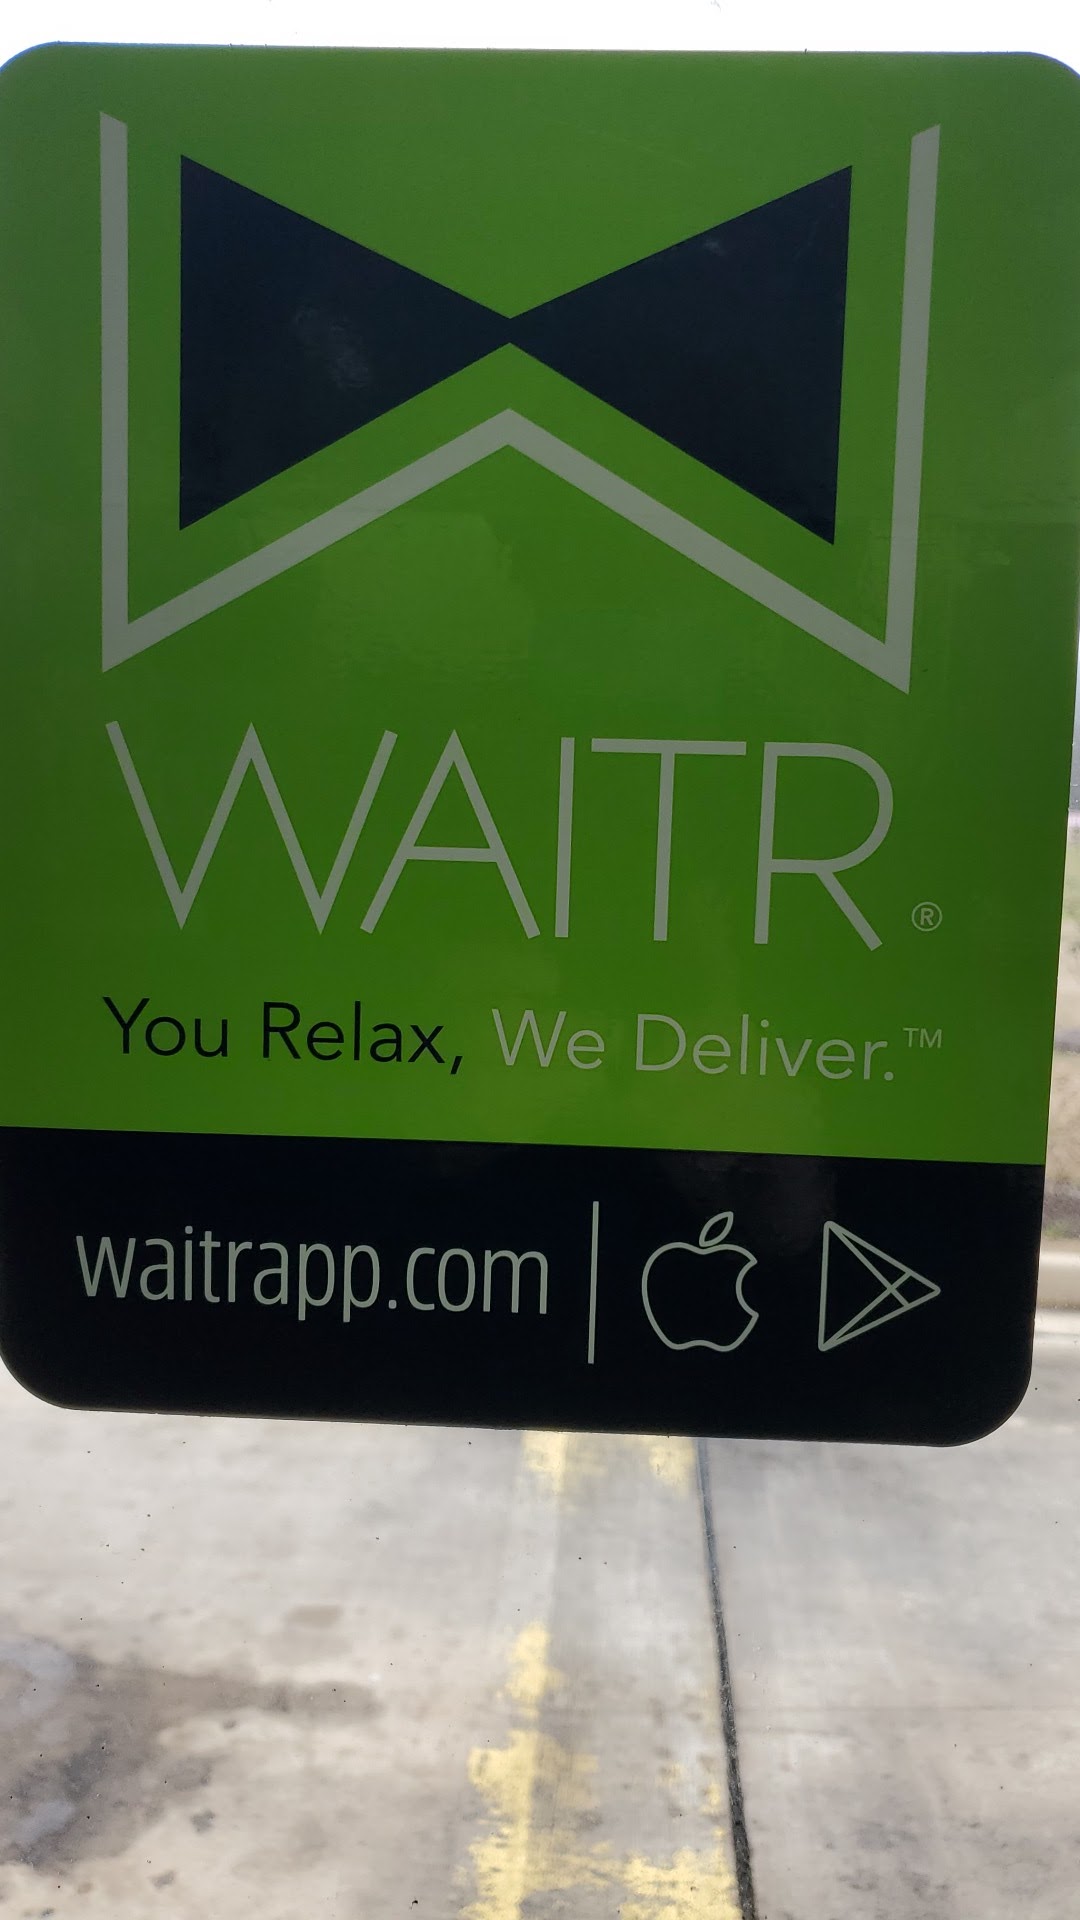 WAITR®
You Relax, We Deliver.™
waitrapp.com